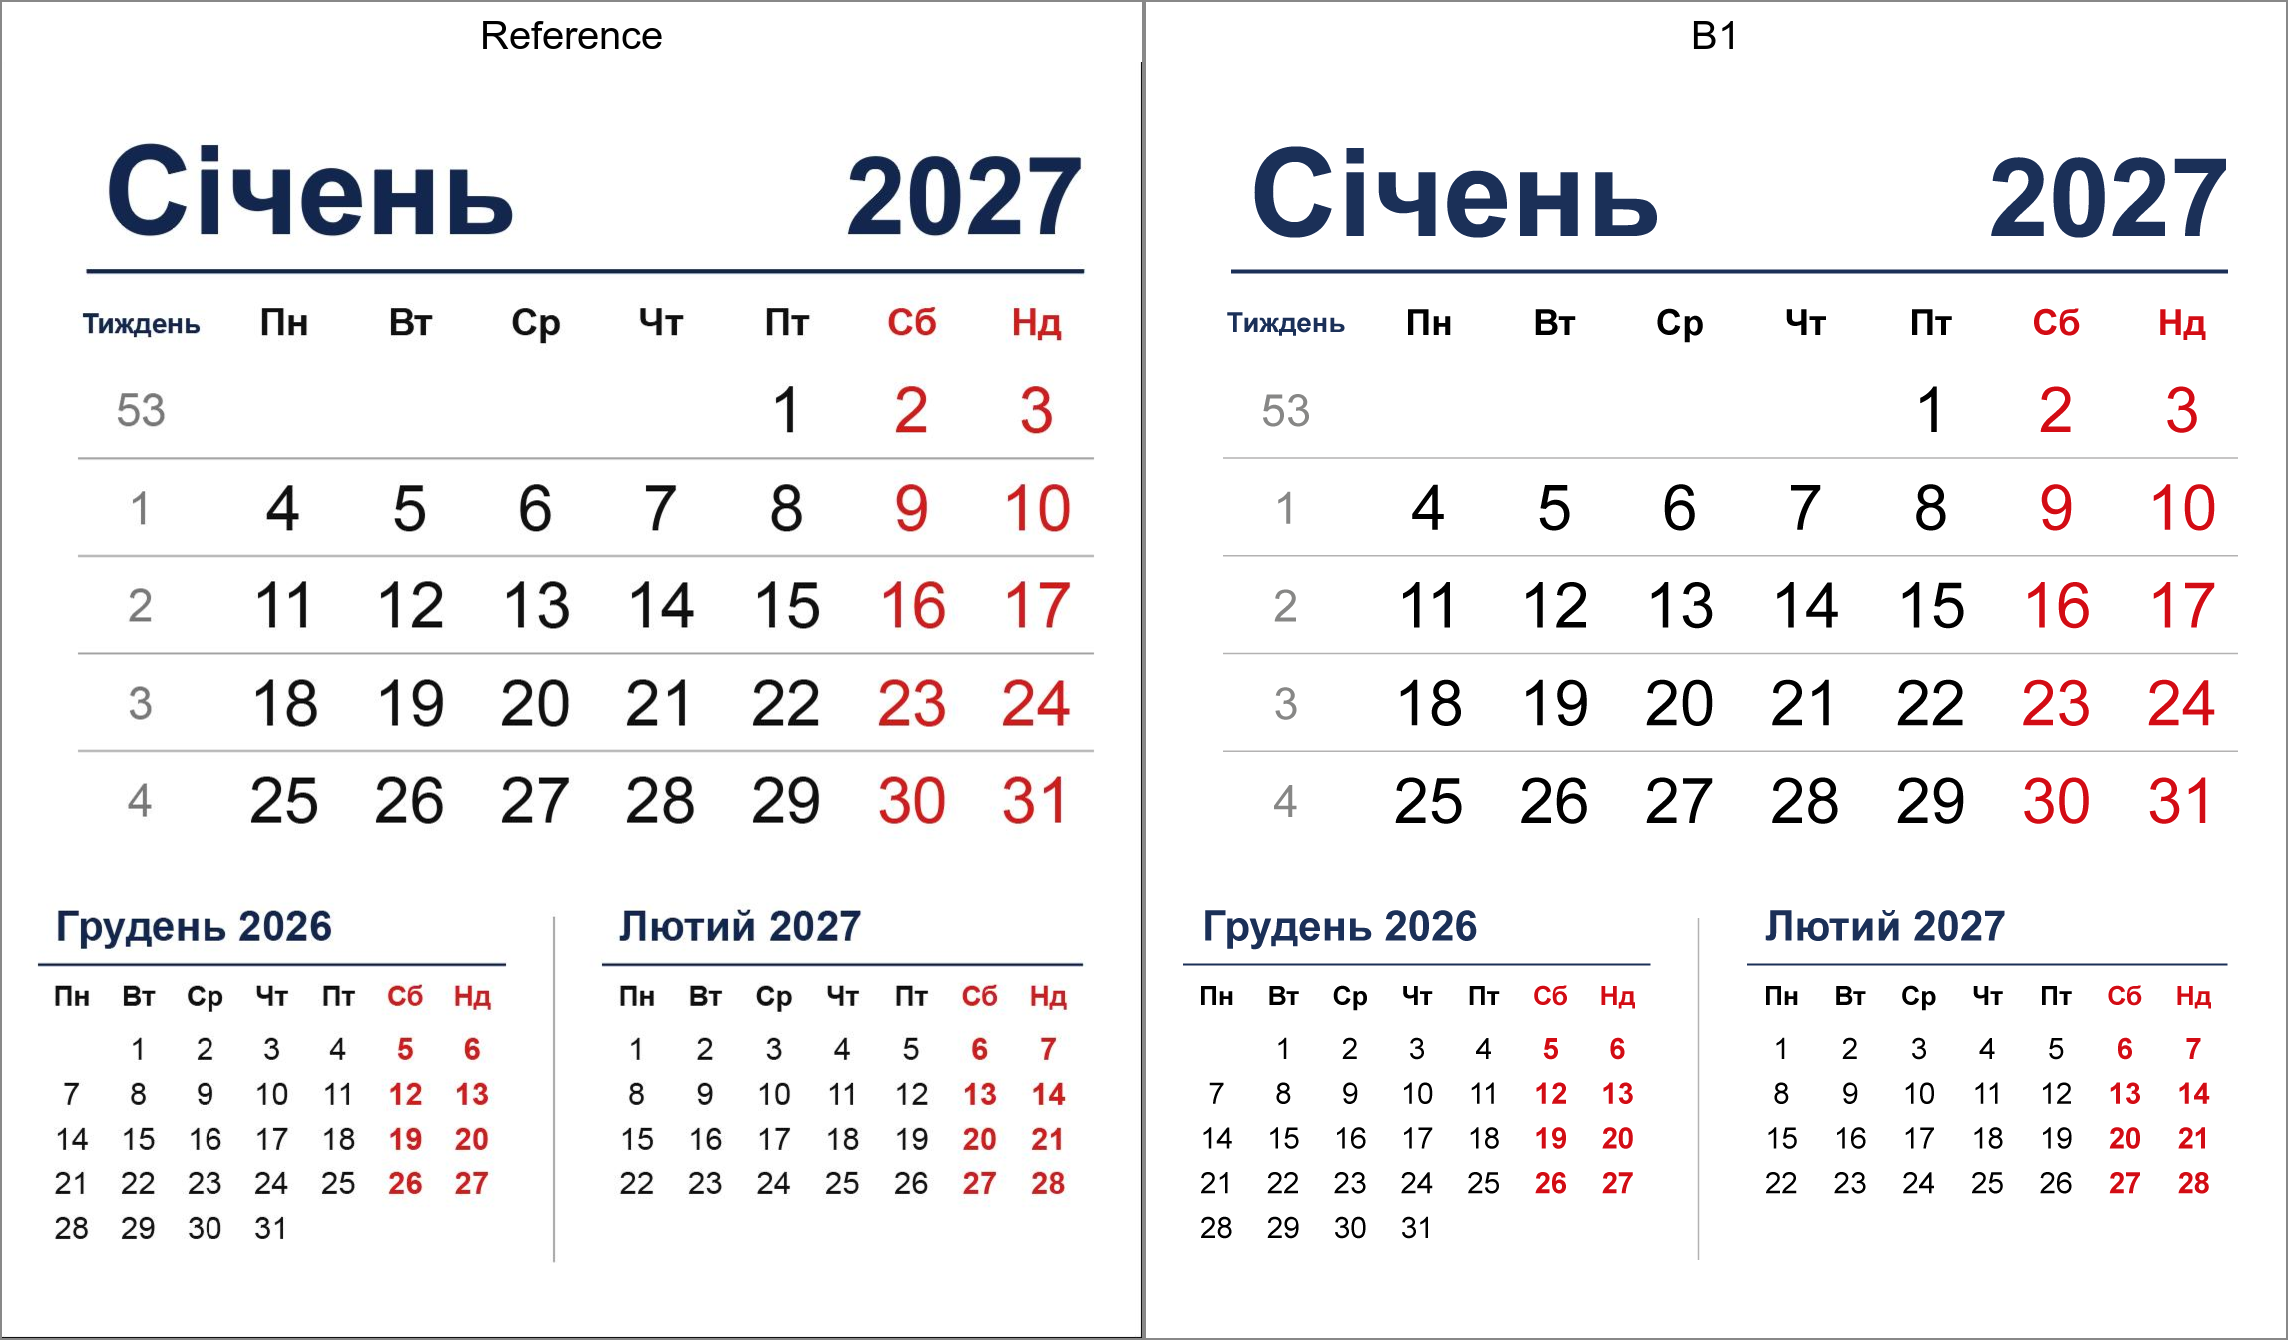 Reference
Січень 2027
Тиждень Пн Вт Ср Чт Пт Сб Нд
53 1 2 3
1 4 5 6 7 8 9 10
2 11 12 13 14 15 16 17
3 18 19 20 21 22 23 24
4 25 26 27 28 29 30 31
Грудень 2026
Пн Вт Ср Чт Пт Сб Нд
1 2 3 4 5 6
7 8 9 10 11 12 13
14 15 16 17 18 19 20
21 22 23 24 25 26 27
28 29 30 31
Лютий 2027
Пн Вт Ср Чт Пт Сб Нд
1 2 3 4 5 6 7
8 9 10 11 12 13 14
15 16 17 18 19 20 21
22 23 24 25 26 27 28
B1
Січень 2027
Тиждень Пн Вт Ср Чт Пт Сб Нд
53 1 2 3
1 4 5 6 7 8 9 10
2 11 12 13 14 15 16 17
3 18 19 20 21 22 23 24
4 25 26 27 28 29 30 31
Грудень 2026
Пн Вт Ср Чт Пт Сб Нд
1 2 3 4 5 6
7 8 9 10 11 12 13
14 15 16 17 18 19 20
21 22 23 24 25 26 27
28 29 30 31
Лютий 2027
Пн Вт Ср Чт Пт Сб Нд
1 2 3 4 5 6 7
8 9 10 11 12 13 14
15 16 17 18 19 20 21
22 23 24 25 26 27 28